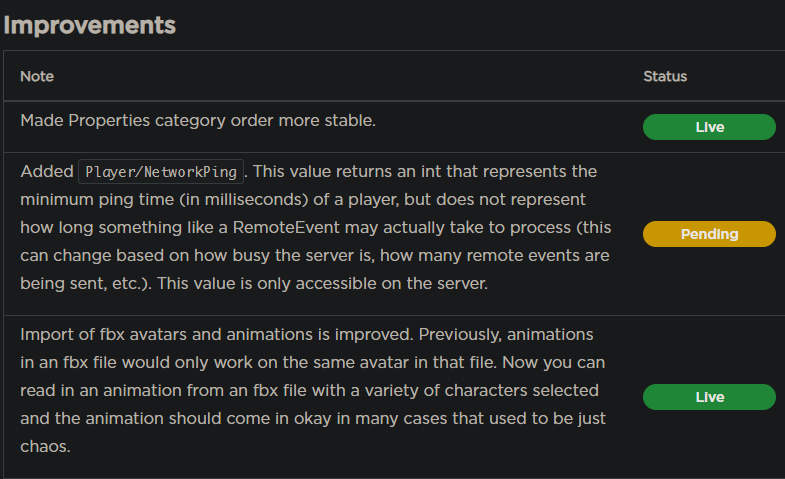 Improvements
Note Status
Made Properties category order more stable.
Live
Added Player/NetworkPing. This value returns an int that represents the
minimum ping time (in milliseconds) of a player, but does not represent
how long something like a RemoteEvent may actually take to process (this
can change based on how busy the server is, how many remote events are
being sent, etc.). This value is only accessible on the server.
Pending
Import of fbx avatars and animations is improved. Previously, animations
in an fbx file would only work on the same avatar in that file. Now you can
read in an animation from an fbx file with a variety of characters selected
and the animation should come in okay in many cases that used to be just
chaos.
Live